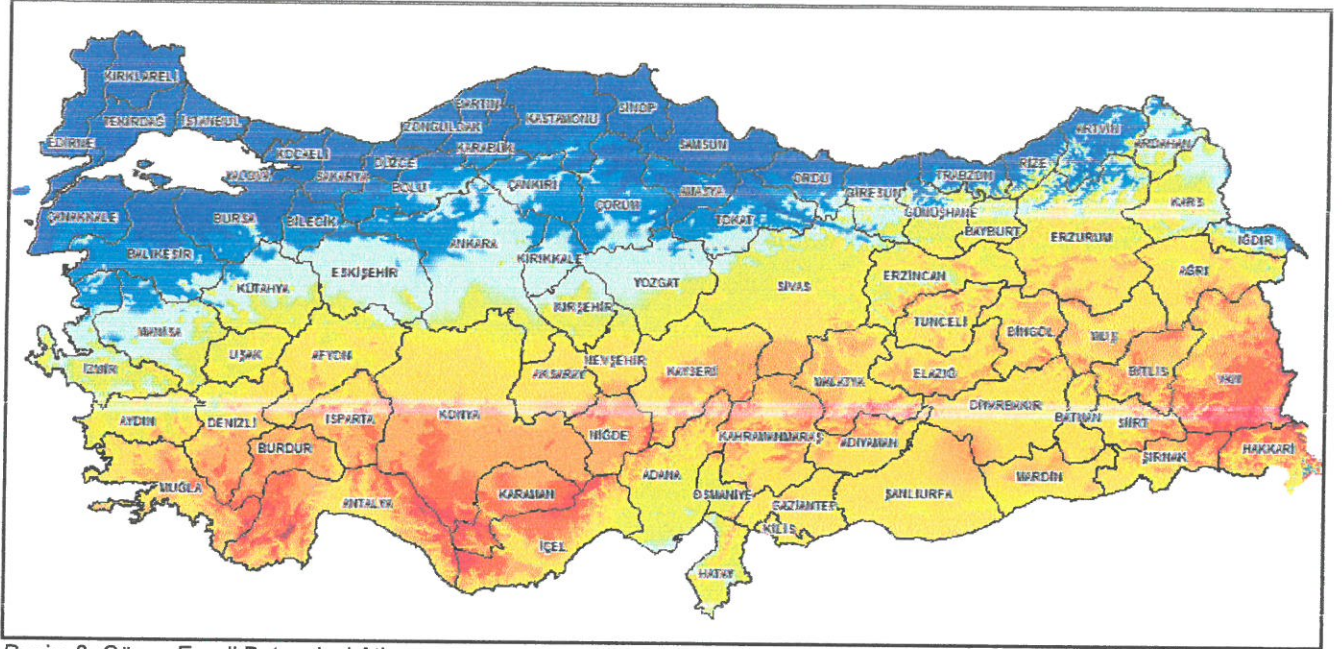 KIRKLARELİ
EDİRNE
TEKİRDAĞ
İSTANBUL
KOCAELİ
YALOVA
SAKARYA
DÜZCE
BOLU
ZONGULDAK
BARTIN
KARABÜK
KASTAMONU
SİNOP
ÇANKIRI
ÇORUM
SAMSUN
AMASYA
TOKAT
ORDU
GİRESUN
TRABZON
RİZE
ARTVİN
ARDAHAN
GÜMÜŞHANE
BAYBURT
KARS
IĞDIR
ÇANAKKALE
BALIKESİR
BURSA
BİLECİK
KÜTAHYA
ESKİŞEHİR
ANKARA
KIRIKKALE
KIRŞEHİR
YOZGAT
SİVAS
ERZİNCAN
ERZURUM
AĞRI
MANİSA
İZMİR
UŞAK
AFYON
AKSARAY
NEVŞEHİR
KAYSERİ
MALATYA
TUNCELİ
ELAZIĞ
BİNGÖL
MUŞ
BİTLİS
VAN
AYDIN
DENİZLİ
ISPARTA
BURDUR
KONYA
NİĞDE
KAHRAMANMARAŞ
ADIYAMAN
DİYARBAKIR
BATMAN
SİİRT
ŞIRNAK
HAKKARİ
MUĞLA
ANTALYA
KARAMAN
İÇEL
ADANA
OSMANİYE
GAZİANTEP
KİLİS
ŞANLIURFA
MARDİN
HATAY